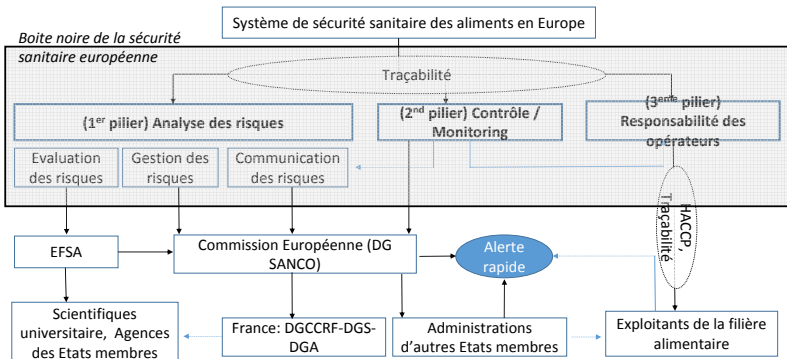 Système de sécurité sanitaire des aliments en Europe
Boite noire de la sécurité
sanitaire européenne
Traçabilité
(1er pilier) Analyse des risques
(2nd pilier) Contrôle /
Monitoring
(3eme pilier)
Responsabilité des
opérateurs
Evaluation
des risques
Gestion des
risques
Communication
des risques
HACCP,
Traçabilité
EFSA
Commission Européenne (DG
SANCO)
Alerte
rapide
Scientifiques
universitaire, Agences
des Etats membres
France: DGCCRF-DGS-
DGA
Administrations
d'autres Etats membres
Exploitants de la filière
alimentaire